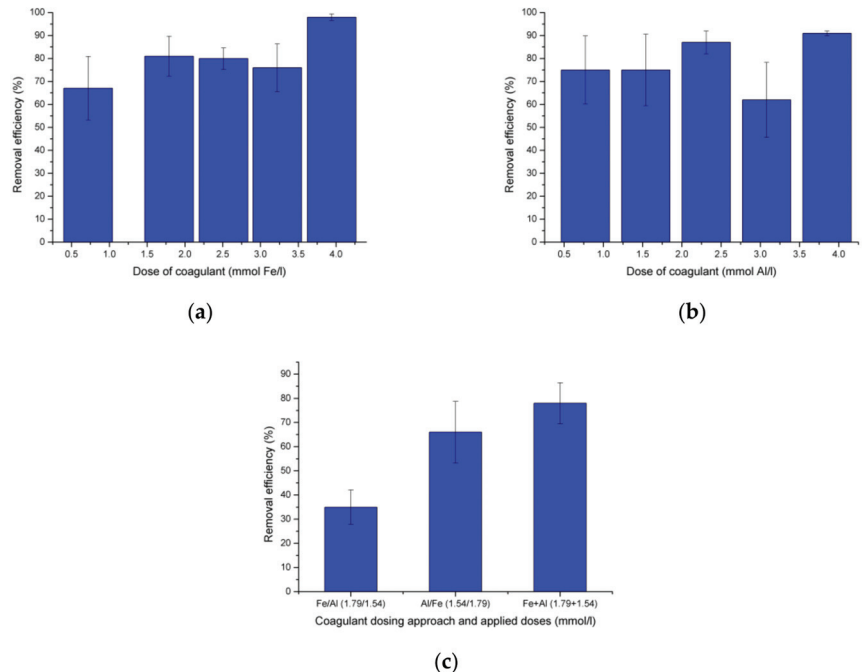 100
90
80
70
60
50
40
30
20
10
0
Removal efficiency (%)
0.5 1.0 1.5 2.0 2.5 3.0 3.5 4.0
Dose of coagulant (mmol Fe/l)
(a)
100
90
80
70
60
50
40
30
20
10
0
Removal efficiency (%)
0.5 1.0 1.5 2.0 2.5 3.0 3.5 4.0
Dose of coagulant (mmol Al/l)
(b)
90
80
70
60
50
40
30
20
10
0
Removal efficiency (%)
Fe/Al (1.79/1.54) Al/Fe (1.54/1.79) Fe+Al (1.79+1.54)
Coagulant dosing approach and applied doses (mmol/l)
(c)